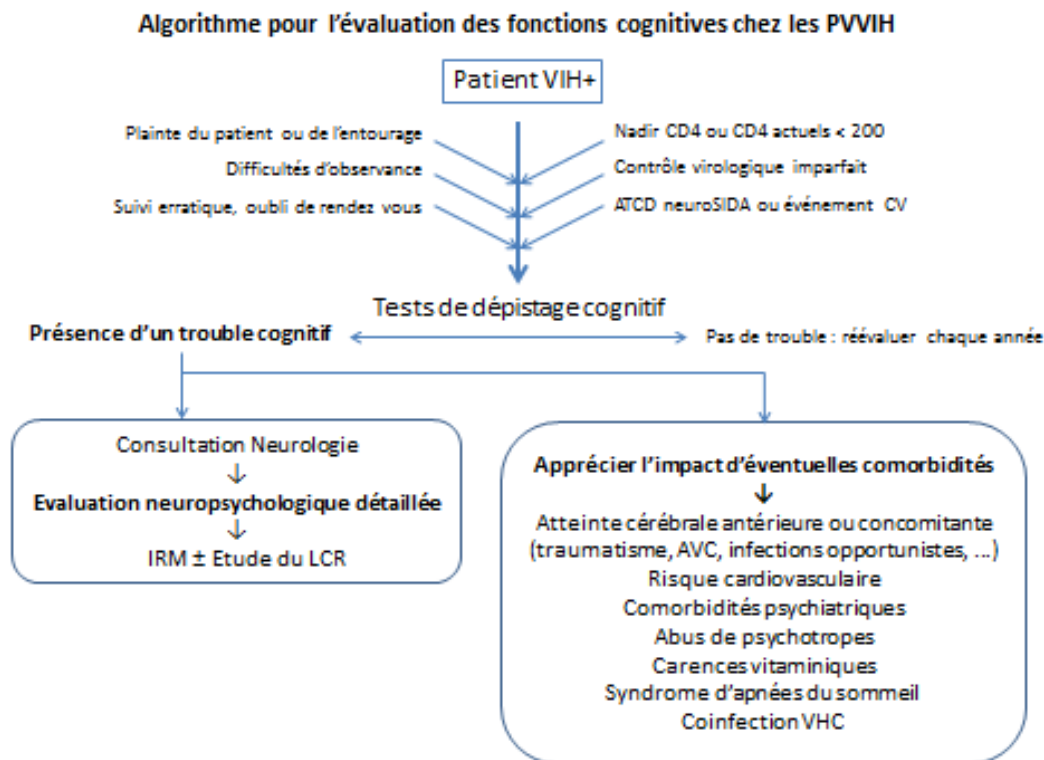 Algorithme pour l’évaluation des fonctions cognitives chez les PVVIH
Patient VIH+
Plainte du patient ou de l’entourage
Difficultés d’observance
Suivi erratique, oubli de rendez vous
Nadir CD4 ou CD4 actuels < 200
Contrôle virologique imparfait
ATCD neuroSIDA ou événement CV
Tests de dépistage cognitif
Présence d’un trouble cognitif
Pas de trouble : réévaluer chaque année
Consultation Neurologie
↓
Evaluation neuropsychologique détaillée
↓
IRM ± Etude du LCR
Apprécier l’impact d’éventuelles comorbidités
↓
Atteinte cérébrale antérieure ou concomitante
(traumatisme, AVC, infections opportunistes, ...)
Risque cardiovasculaire
Comorbidités psychiatriques
Abus de psychotropes
Carences vitaminiques
Syndrome d’apnées du sommeil
Coinfection VHC